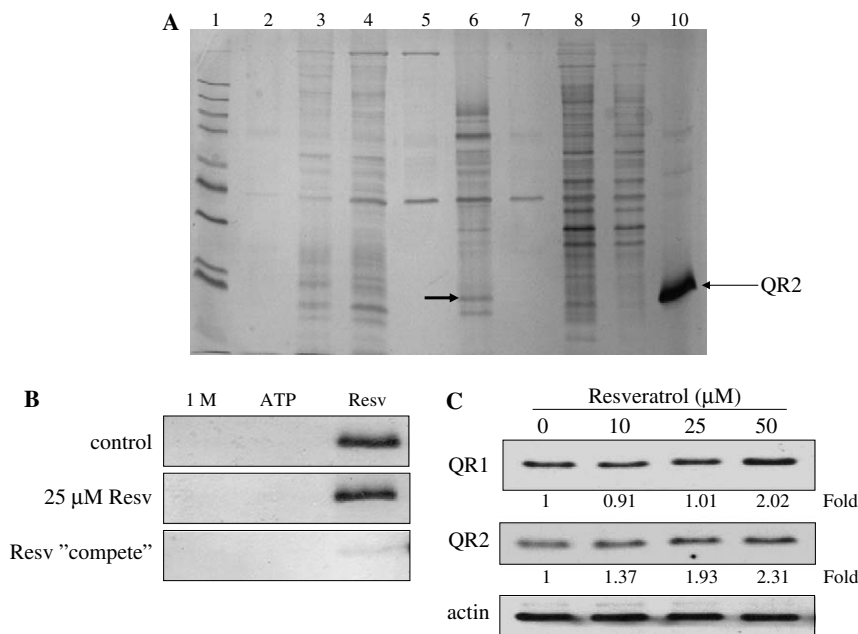 A
1 2 3 4 5 6 7 8 9 10
QR2
B
1 M ATP Resv
control
25 µM Resv
Resv ”compete”
C
Resveratrol (µM)
0 10 25 50
QR1
1 0.91 1.01 2.02 Fold
QR2
1 1.37 1.93 2.31 Fold
actin